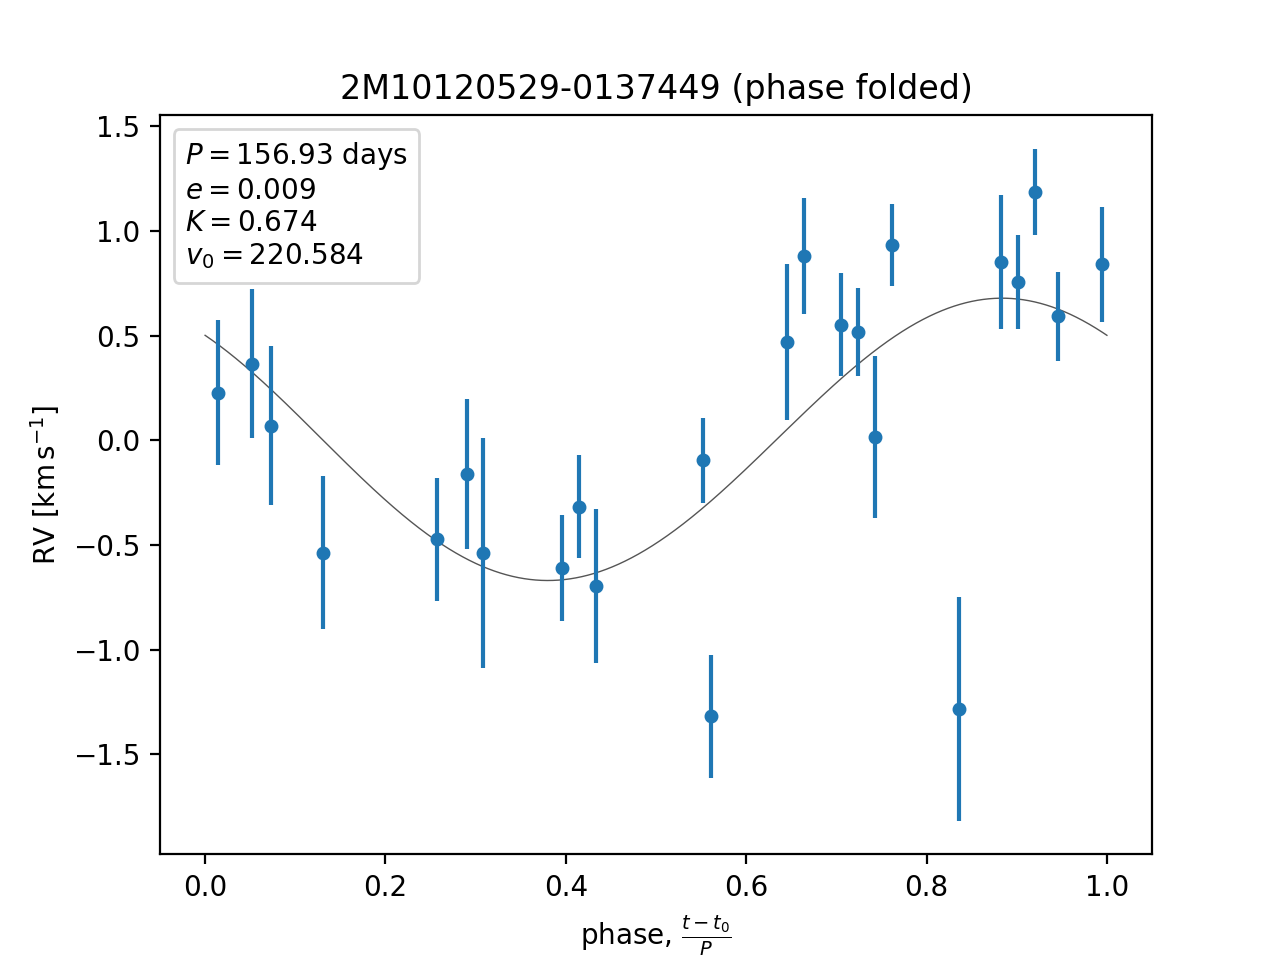 2M10120529-0137449 (phase folded)
P = 156.93 days
e = 0.009
K = 0.674
v₀ = 220.584
1.5
1.0
0.5
0.0
−0.5
−1.0
−1.5
RV [km s⁻¹]
0.0 0.2 0.4 0.6 0.8 1.0
phase, (t − t₀)/P